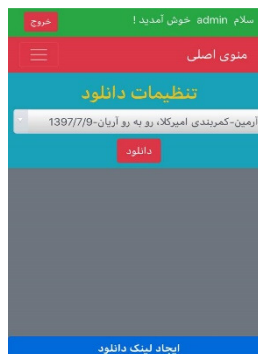 سلام admin خوش آمدید !
خروج
منوی اصلی
تنظیمات دانلود
آرمین-کمربندی امیرکلا، رو به رو آریان-1397/7/9
دانلود
ایجاد لینک دانلود